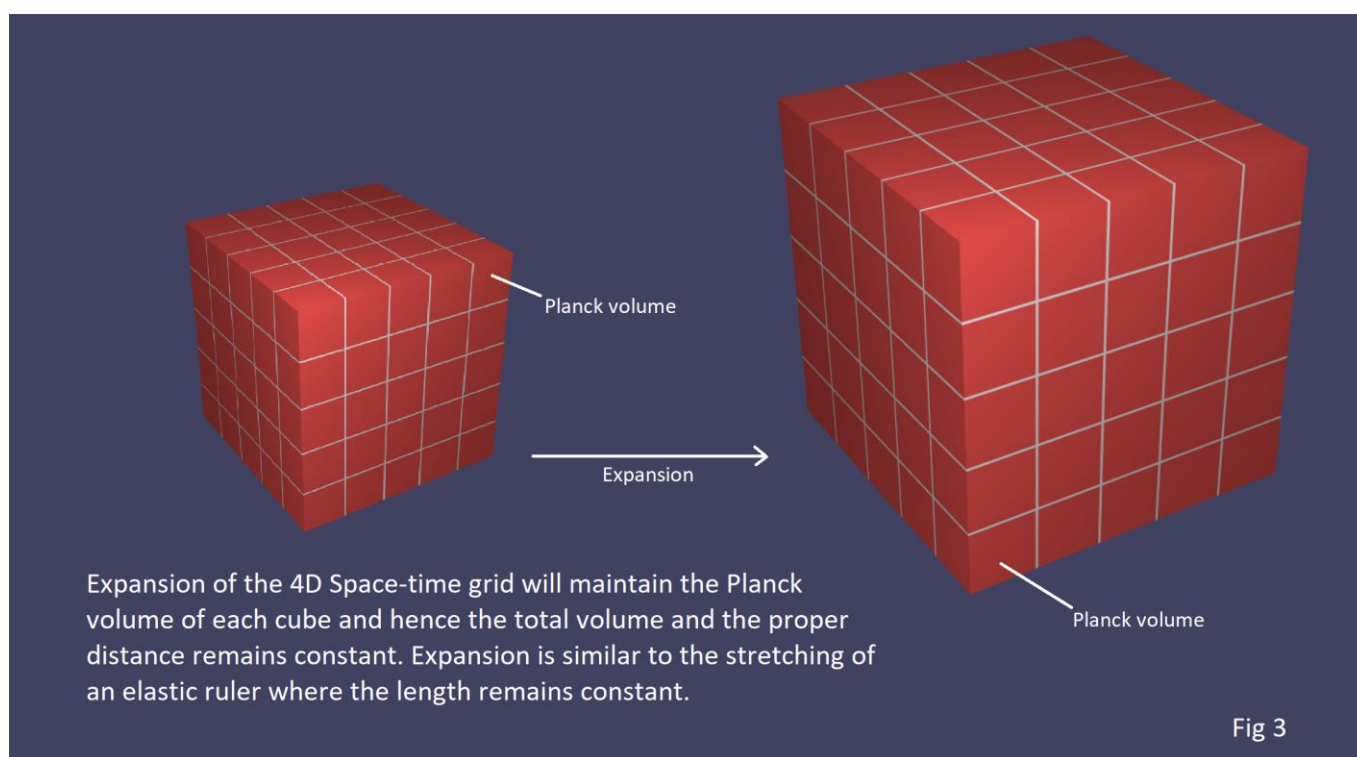 Planck volume
Expansion
Planck volume
Expansion of the 4D Space-time grid will maintain the Planck
volume of each cube and hence the total volume and the proper
distance remains constant. Expansion is similar to the stretching of
an elastic ruler where the length remains constant.
Fig 3